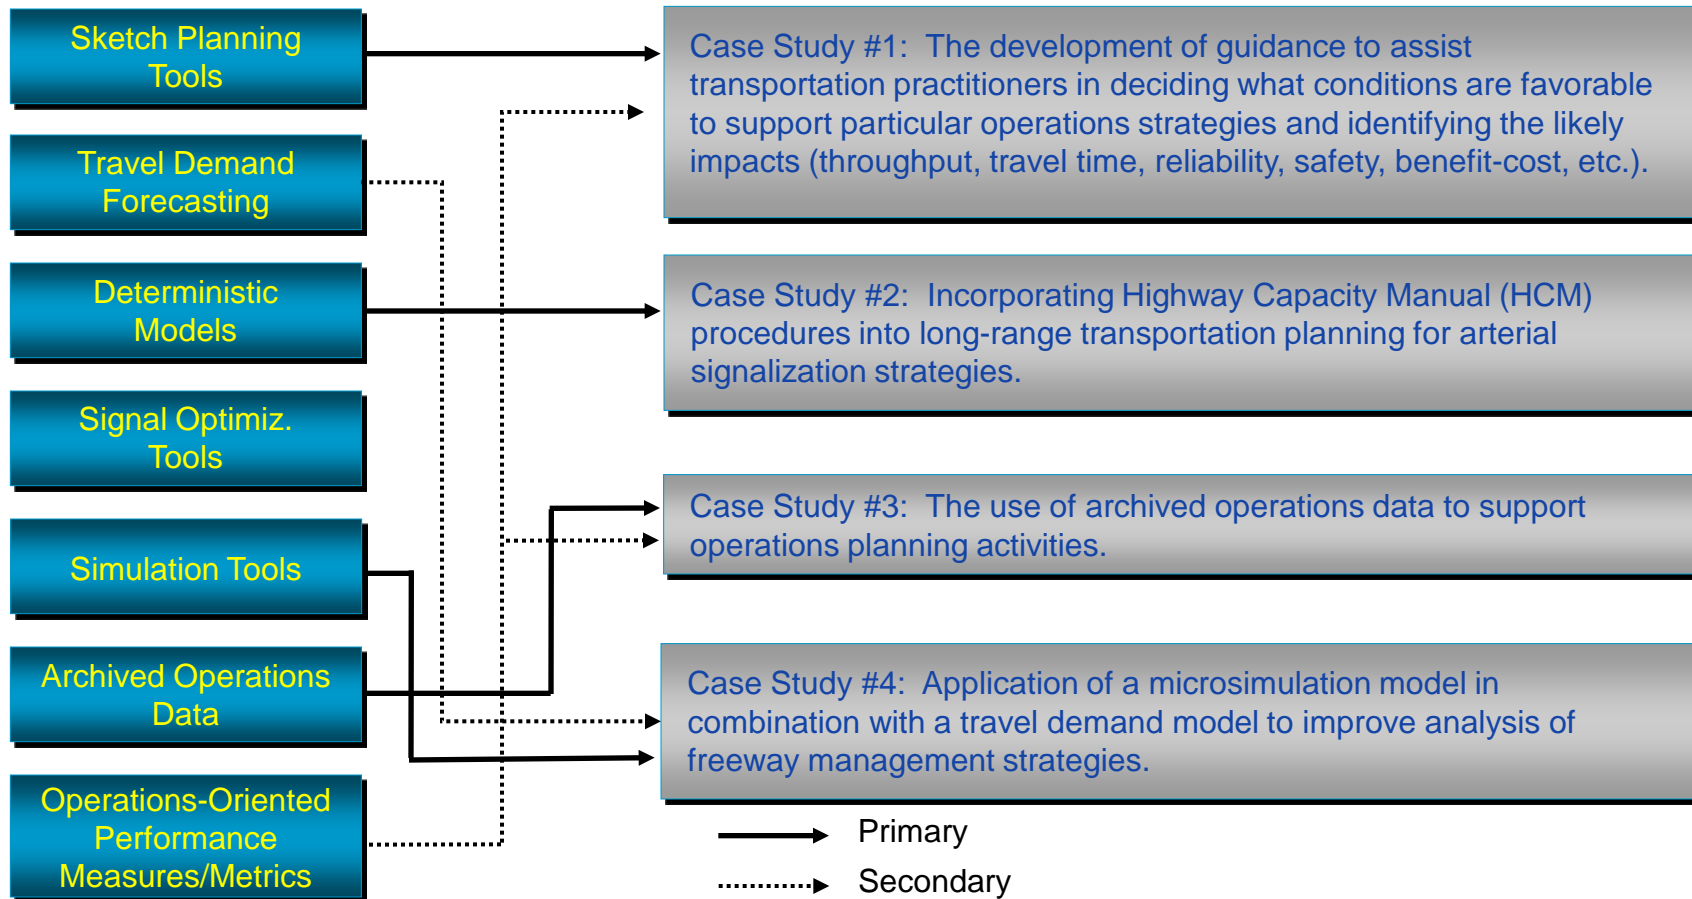 Sketch Planning
Tools
Travel Demand
Forecasting
Deterministic
Models
Signal Optimiz.
Tools
Simulation Tools
Archived Operations
Data
Operations-Oriented
Performance
Measures/Metrics
Case Study #1:  The development of guidance to assist
transportation practitioners in deciding what conditions are favorable
to support particular operations strategies and identifying the likely
impacts (throughput, travel time, reliability, safety, benefit-cost, etc.).
Case Study #2:  Incorporating Highway Capacity Manual (HCM)
procedures into long-range transportation planning for arterial
signalization strategies.
Case Study #3:  The use of archived operations data to support
operations planning activities.
Case Study #4:  Application of a microsimulation model in
combination with a travel demand model to improve analysis of
freeway management strategies.
Primary
Secondary